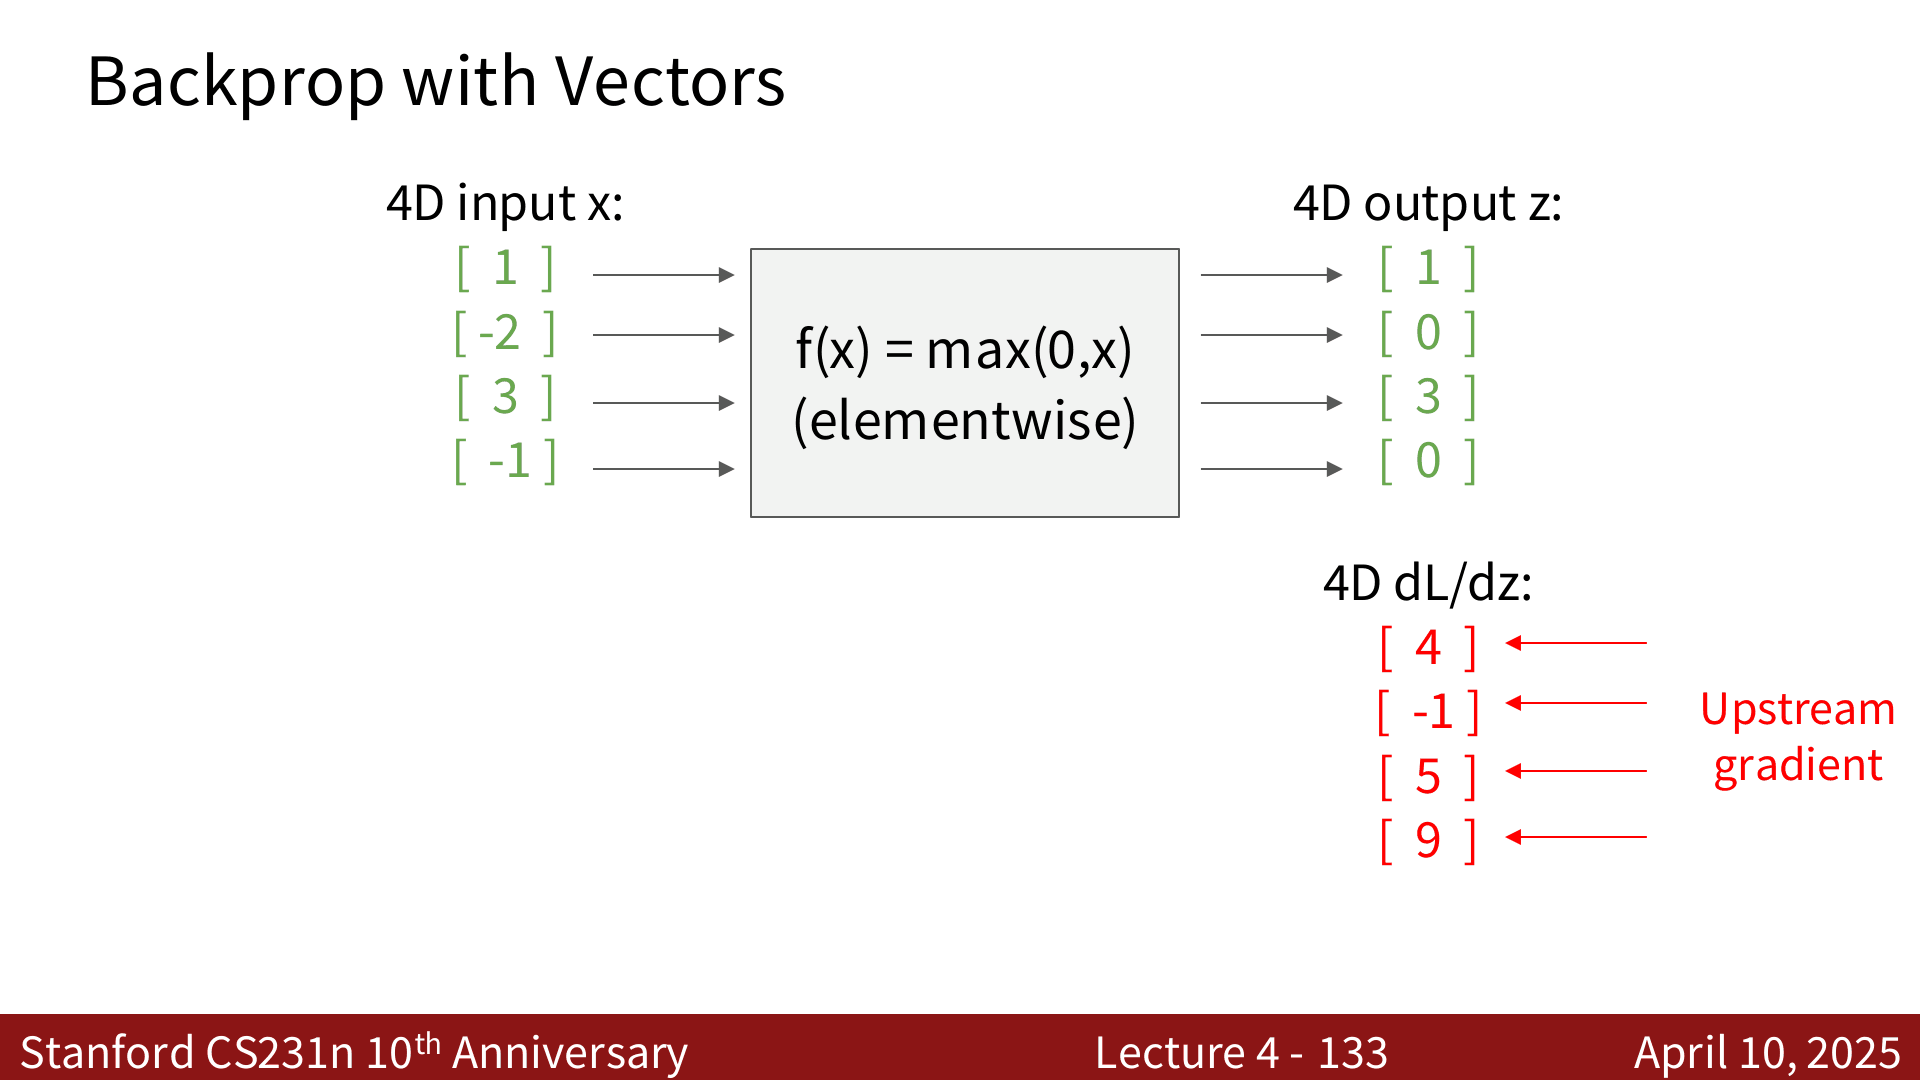 Backprop with Vectors
4D input x:
[ 1 ]
[ -2 ]
[ 3 ]
[ -1 ]
f(x) = max(0,x)
(elementwise)
4D output z:
[ 1 ]
[ 0 ]
[ 3 ]
[ 0 ]
4D dL/dz:
[ 4 ]
[ -1 ]
[ 5 ]
[ 9 ]
Upstream
gradient
Stanford CS231n 10th Anniversary
Lecture 4 - 133
April 10, 2025